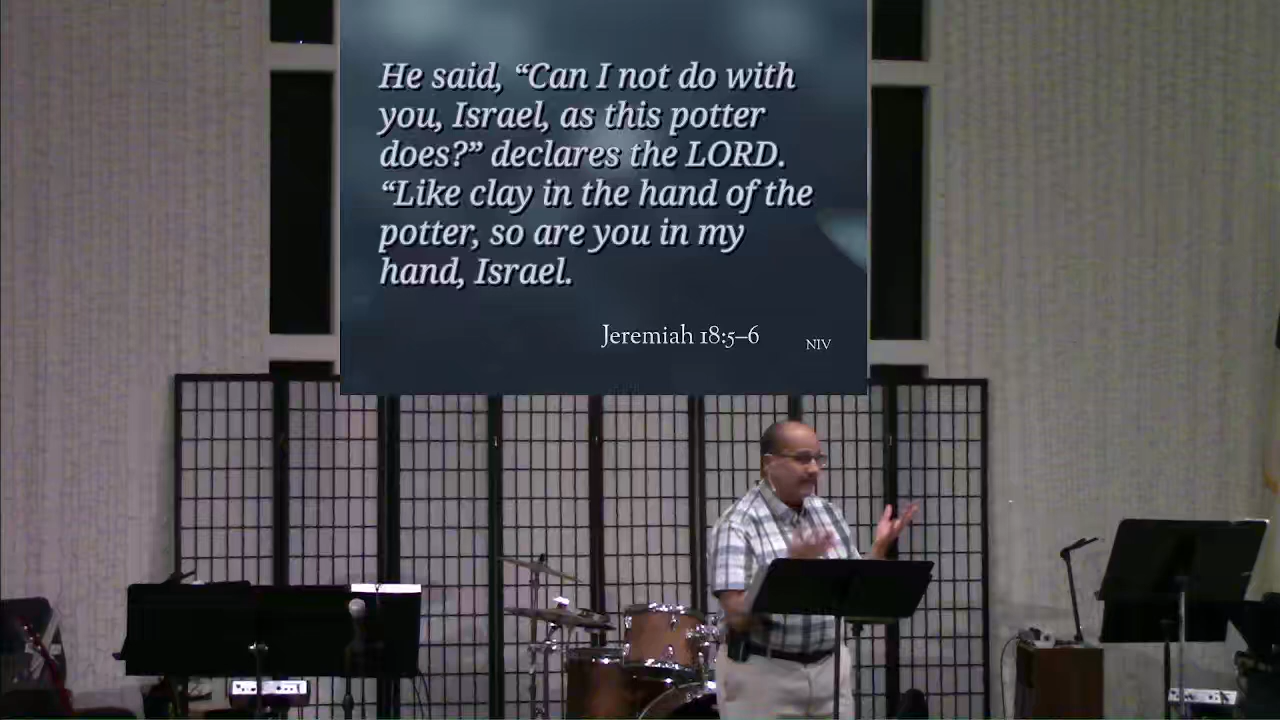 He said, “Can I not do with
you, Israel, as this potter
does?” declares the LORD.
“Like clay in the hand of the
potter, so are you in my
hand, Israel.
Jeremiah 18:5–6
NIV